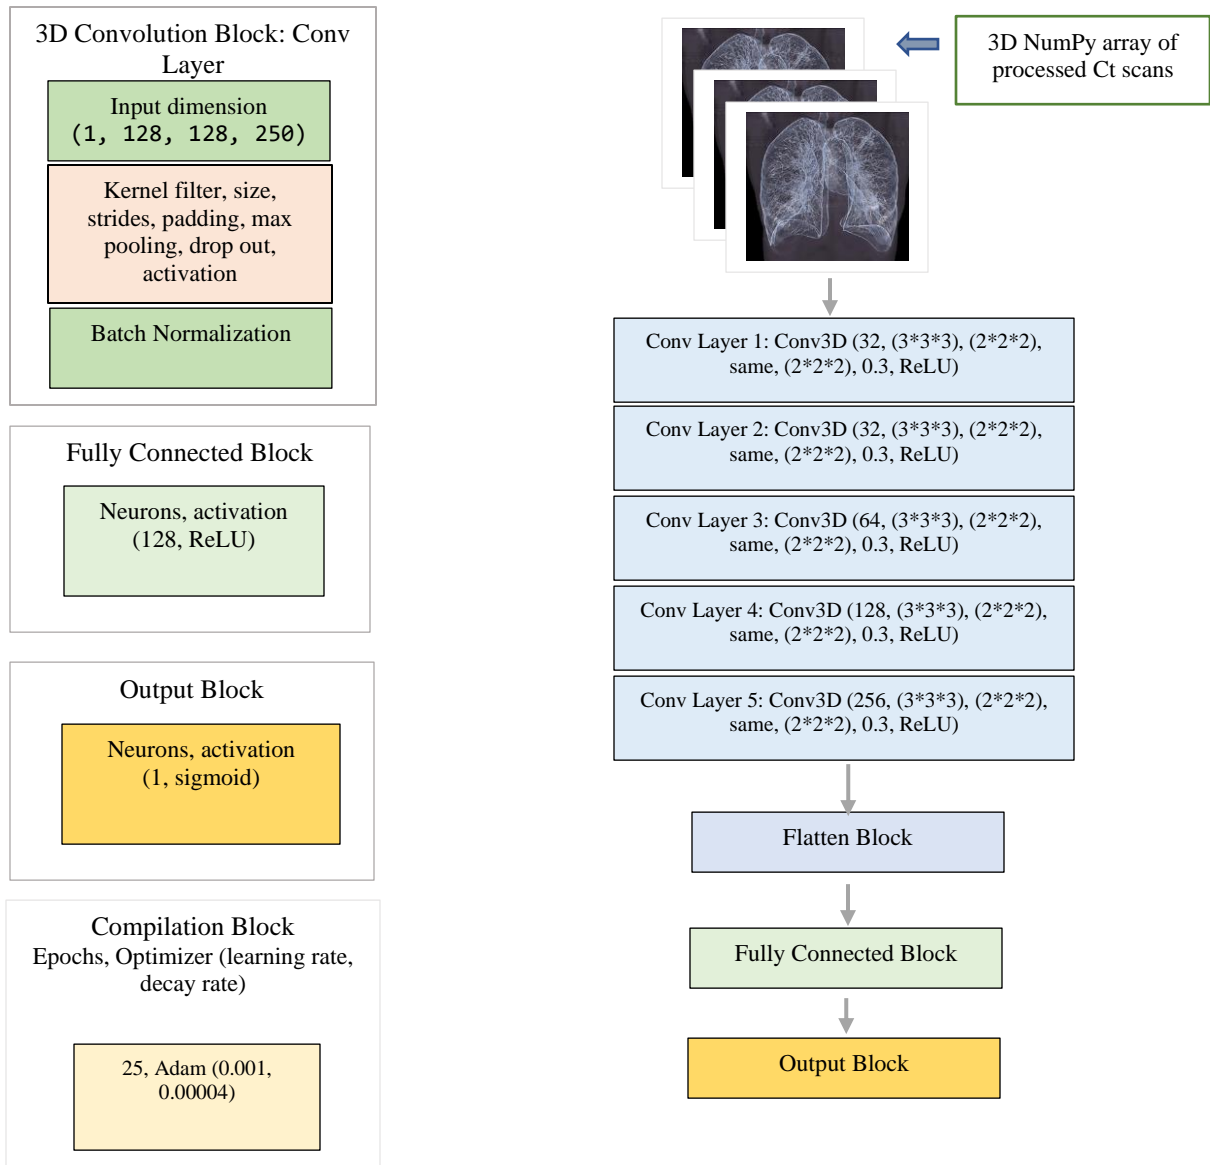 3D Convolution Block: Conv
Layer
Input dimension
(1, 128, 128, 250)
Kernel filter, size,
strides, padding, max
pooling, drop out,
activation
Batch Normalization
Fully Connected Block
Neurons, activation
(128, ReLU)
Output Block
Neurons, activation
(1, sigmoid)
Compilation Block
Epochs, Optimizer (learning rate,
decay rate)
25, Adam (0.001,
0.00004)
3D NumPy array of
processed Ct scans
Conv Layer 1: Conv3D (32, (3*3*3), (2*2*2),
same, (2*2*2), 0.3, ReLU)
Conv Layer 2: Conv3D (32, (3*3*3), (2*2*2),
same, (2*2*2), 0.3, ReLU)
Conv Layer 3: Conv3D (64, (3*3*3), (2*2*2),
same, (2*2*2), 0.3, ReLU)
Conv Layer 4: Conv3D (128, (3*3*3), (2*2*2),
same, (2*2*2), 0.3, ReLU)
Conv Layer 5: Conv3D (256, (3*3*3), (2*2*2),
same, (2*2*2), 0.3, ReLU)
Flatten Block
Fully Connected Block
Output Block